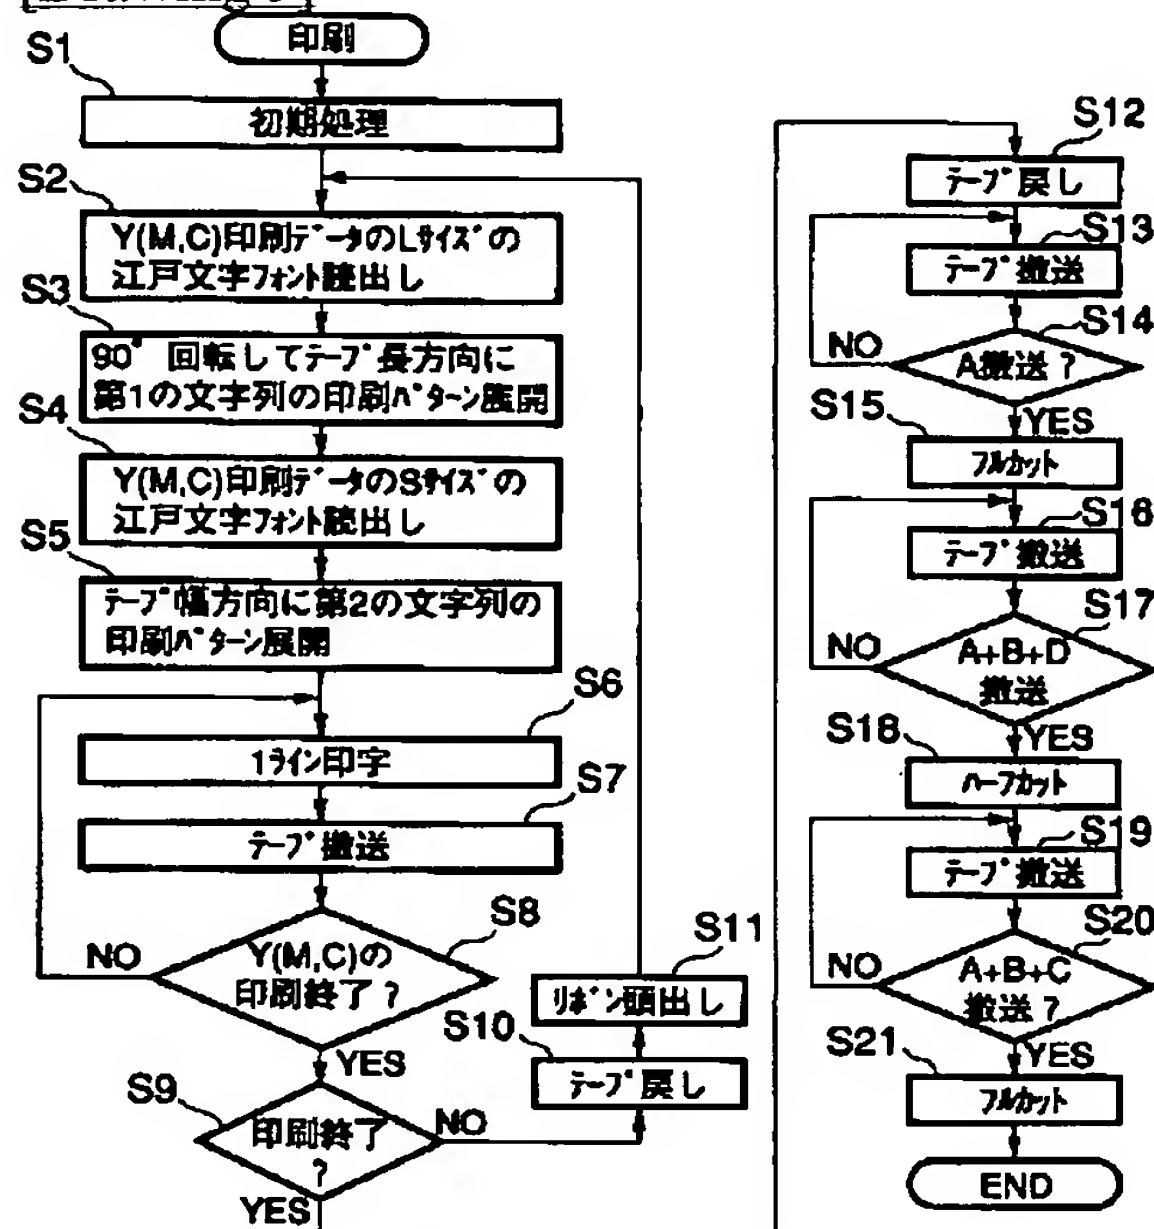 印刷
S1
初期処理
S2
Y(M,C)印刷ﾃﾞｰﾀのLｻｲｽﾞの
江戸文字フォント読出し
S3
90°回転してﾃｰﾌﾟ長方向に
第1の文字列の印刷ﾊﾟﾀｰﾝ展開
S4
Y(M,C)印刷ﾃﾞｰﾀのSｻｲｽﾞの
江戸文字フォント読出し
S5
ﾃｰﾌﾟ幅方向に第2の文字列の
印刷ﾊﾟﾀｰﾝ展開
S6
1ﾗｲﾝ印字
S7
ﾃｰﾌﾟ搬送
S8
Y(M,C)の
印刷終了？
NO
YES
S9
印刷終了
？
NO
YES
S10
ﾃｰﾌﾟ戻し
S11
ﾘﾎﾞﾝ頭出し
S12
ﾃｰﾌﾟ戻し
S13
ﾃｰﾌﾟ搬送
S14
A搬送？
NO
YES
S15
ﾌﾙｶｯﾄ
S16
ﾃｰﾌﾟ搬送
S17
A+B+D
搬送
NO
YES
S18
ﾊｰﾌｶｯﾄ
S19
ﾃｰﾌﾟ搬送
S20
A+B+C
搬送？
NO
YES
S21
ﾌﾙｶｯﾄ
END